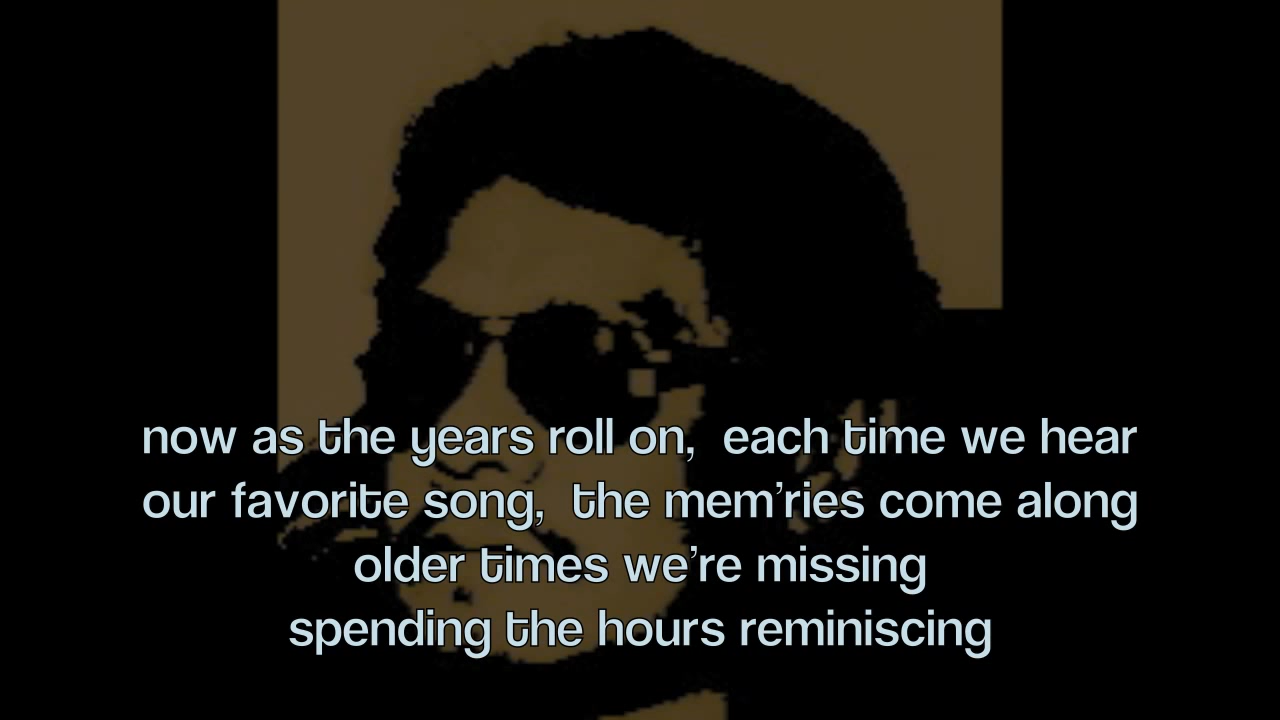 now as the years roll on,  each time we hear
our favorite song,  the mem’ries come along
older times we’re missing
spending the hours reminiscing